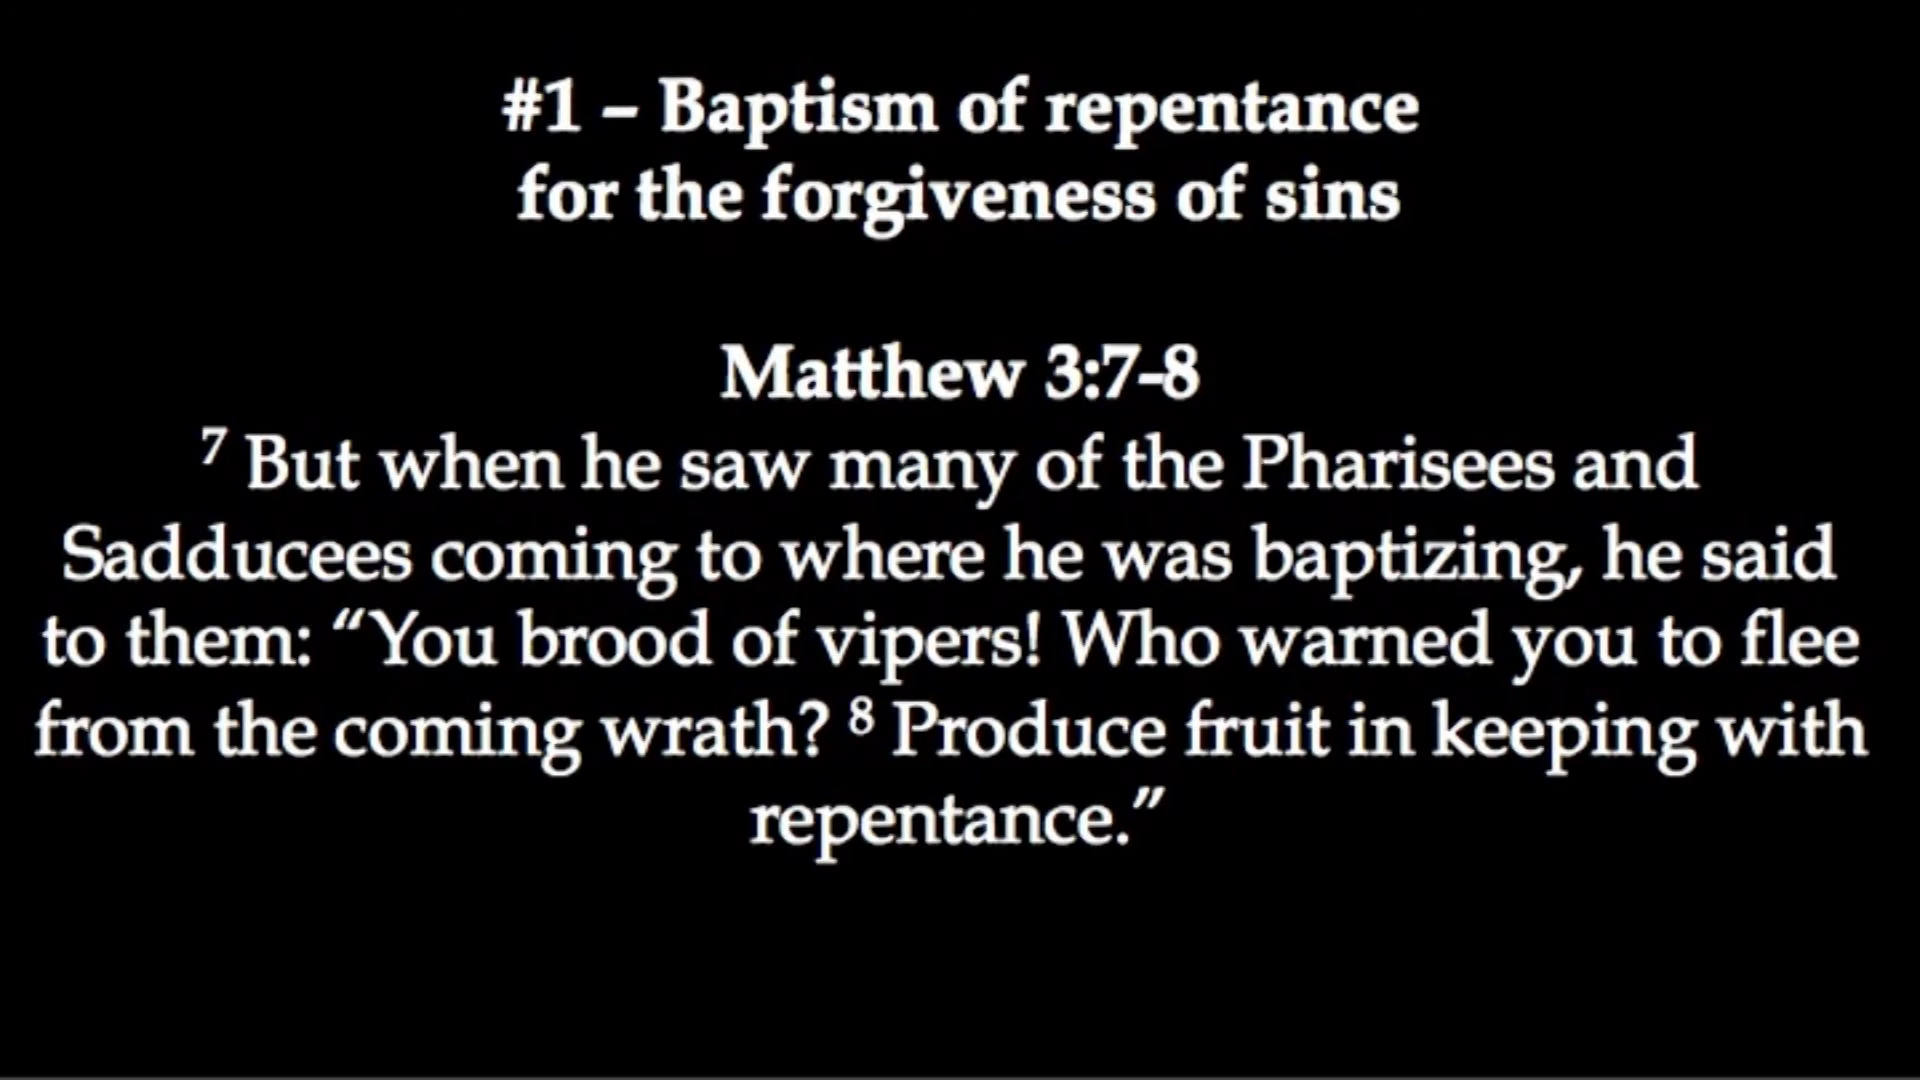 #1 – Baptism of repentance
for the forgiveness of sins
Matthew 3:7-8
⁷ But when he saw many of the Pharisees and
Sadducees coming to where he was baptizing, he said
to them: “You brood of vipers! Who warned you to flee
from the coming wrath? ⁸ Produce fruit in keeping with
repentance.”